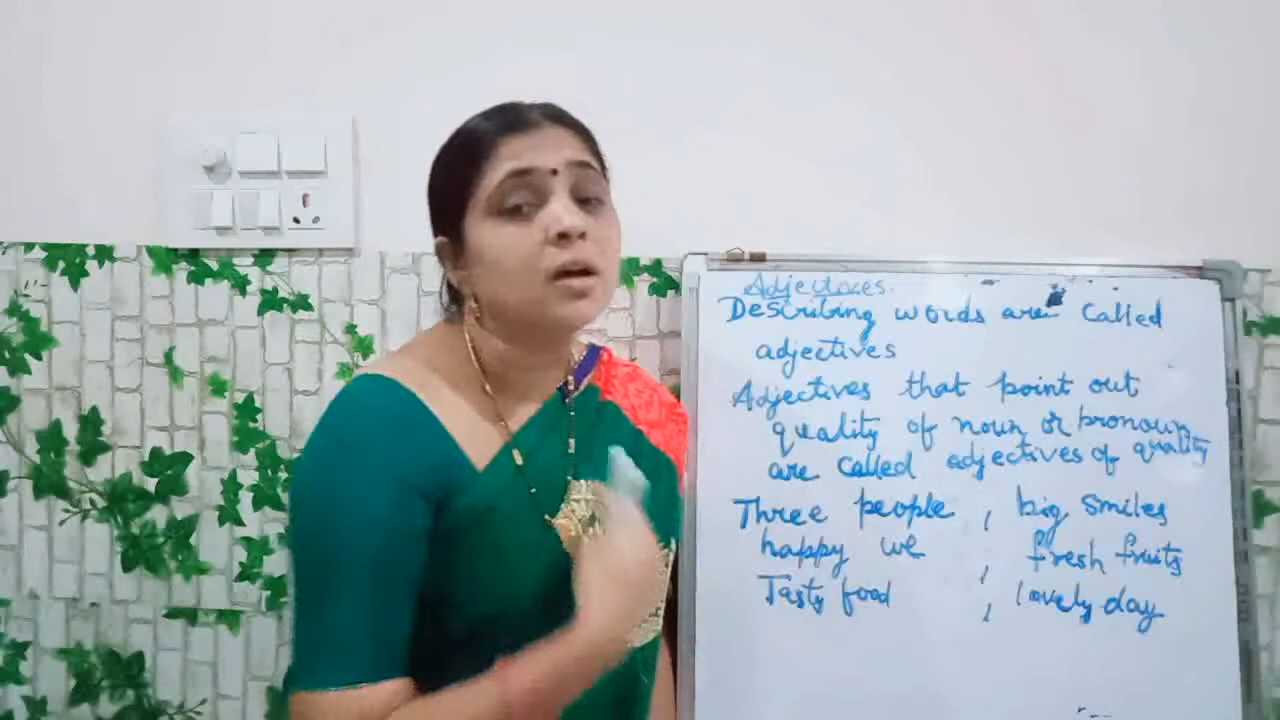 Adjectives.
Describing words are called
adjectives
Adjectives that point out
quality of noun or pronoun
are called adjectives of quality
Three people , big smiles
happy we , fresh fruits
Tasty food , lovely day